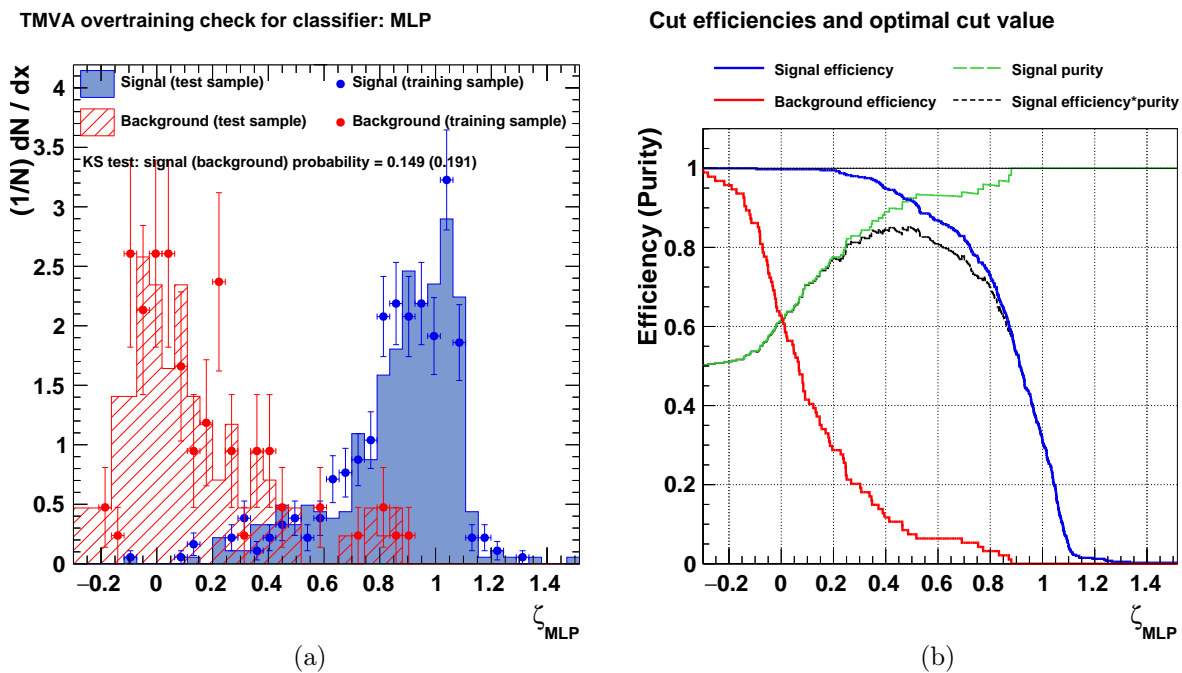 TMVA overtraining check for classifier: MLP
Signal (test sample)
Signal (training sample)
Background (test sample)
Background (training sample)
KS test: signal (background) probability = 0.149 (0.191)
(1/N) dN / dx
4
3.5
3
2.5
2
1.5
1
0.5
0
−0.2 0 0.2 0.4 0.6 0.8 1 1.2 1.4
ζMLP
(a)
Cut efficiencies and optimal cut value
Signal efficiency
Signal purity
Background efficiency
Signal efficiency*purity
Efficiency (Purity)
1
0.8
0.6
0.4
0.2
0
−0.2 0 0.2 0.4 0.6 0.8 1 1.2 1.4
ζMLP
(b)